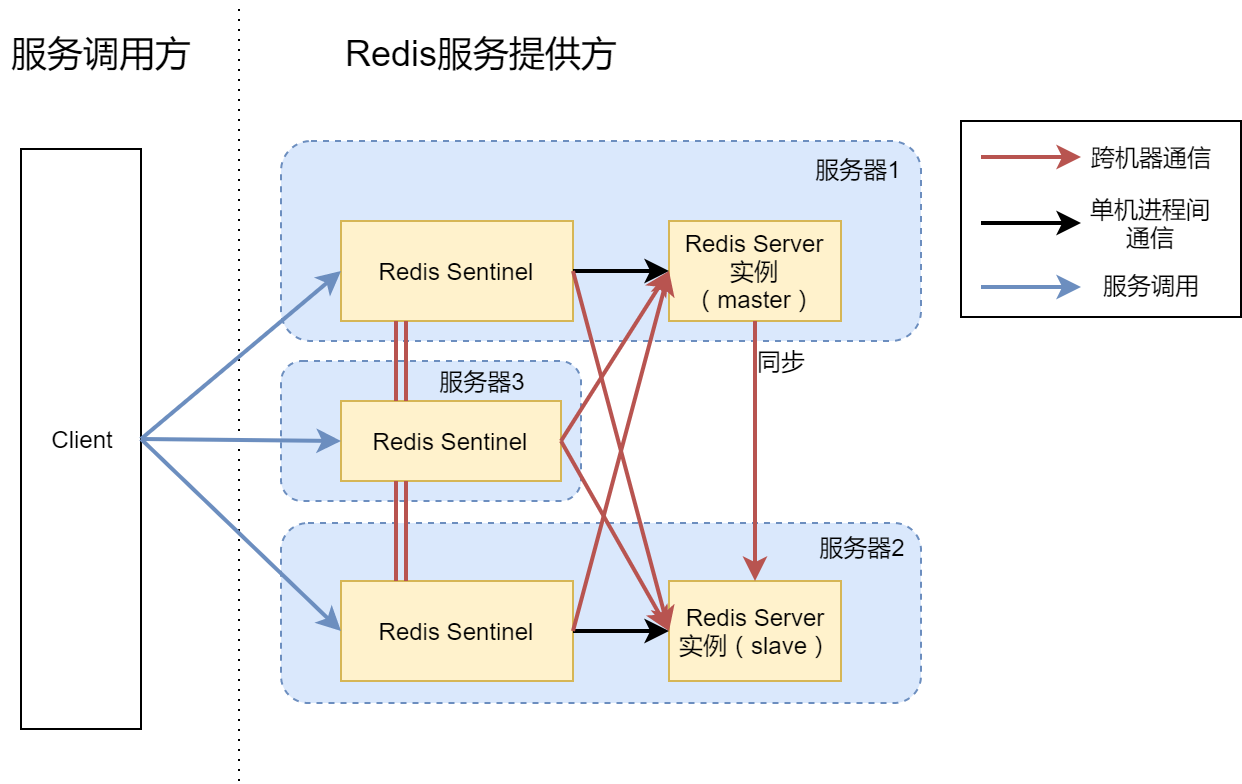 服务调用方
Redis服务提供方
服务器1
Redis Sentinel
Redis Server
实例
（master）
同步
服务器3
Redis Sentinel
Client
服务器2
Redis Sentinel
Redis Server
实例（slave）
跨机器通信
单机进程间
通信
服务调用